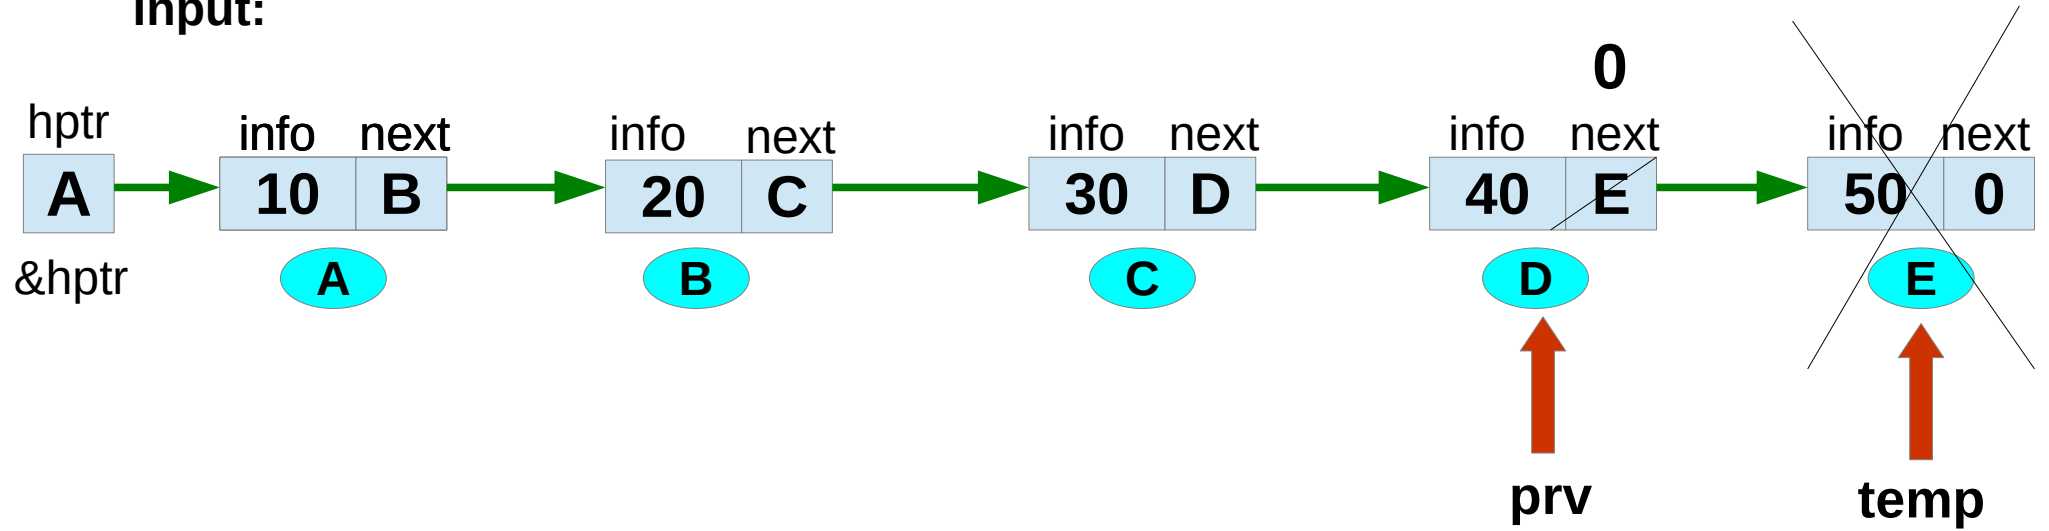 Input:
0
hptr info next info next info next info next info next
A 10 B 20 C 30 D 40 E 50 0
&hptr A B C D E
prv temp